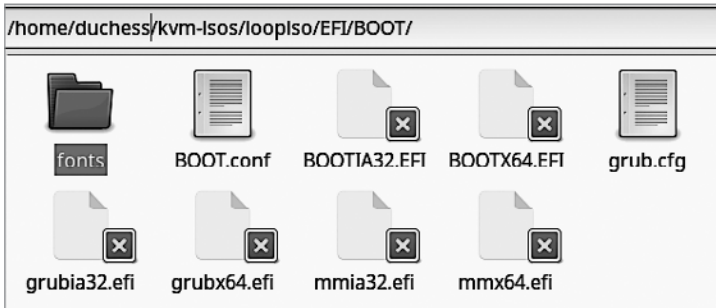 /home/duchess/kvm-isos/loopiso/EFI/BOOT/
fonts BOOT.conf BOOTIA32.EFI BOOTX64.EFI grub.cfg
grubia32.efi grubx64.efi mmia32.efi mmx64.efi